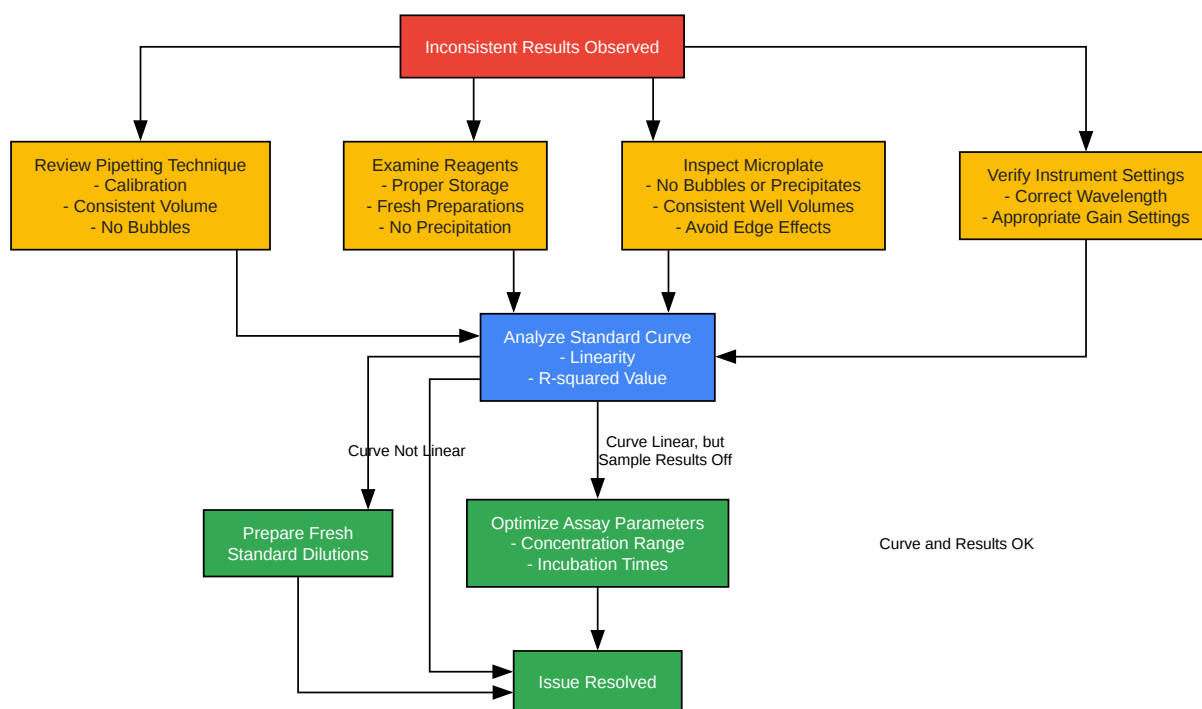 Inconsistent Results Observed
Review Pipetting Technique
- Calibration
- Consistent Volume
- No Bubbles
Examine Reagents
- Proper Storage
- Fresh Preparations
- No Precipitation
Inspect Microplate
- No Bubbles or Precipitates
- Consistent Well Volumes
- Avoid Edge Effects
Verify Instrument Settings
- Correct Wavelength
- Appropriate Gain Settings
Analyze Standard Curve
- Linearity
- R-squared Value
Curve Not Linear
Curve Linear, but
Sample Results Off
Prepare Fresh
Standard Dilutions
Optimize Assay Parameters
- Concentration Range
- Incubation Times
Curve and Results OK
Issue Resolved